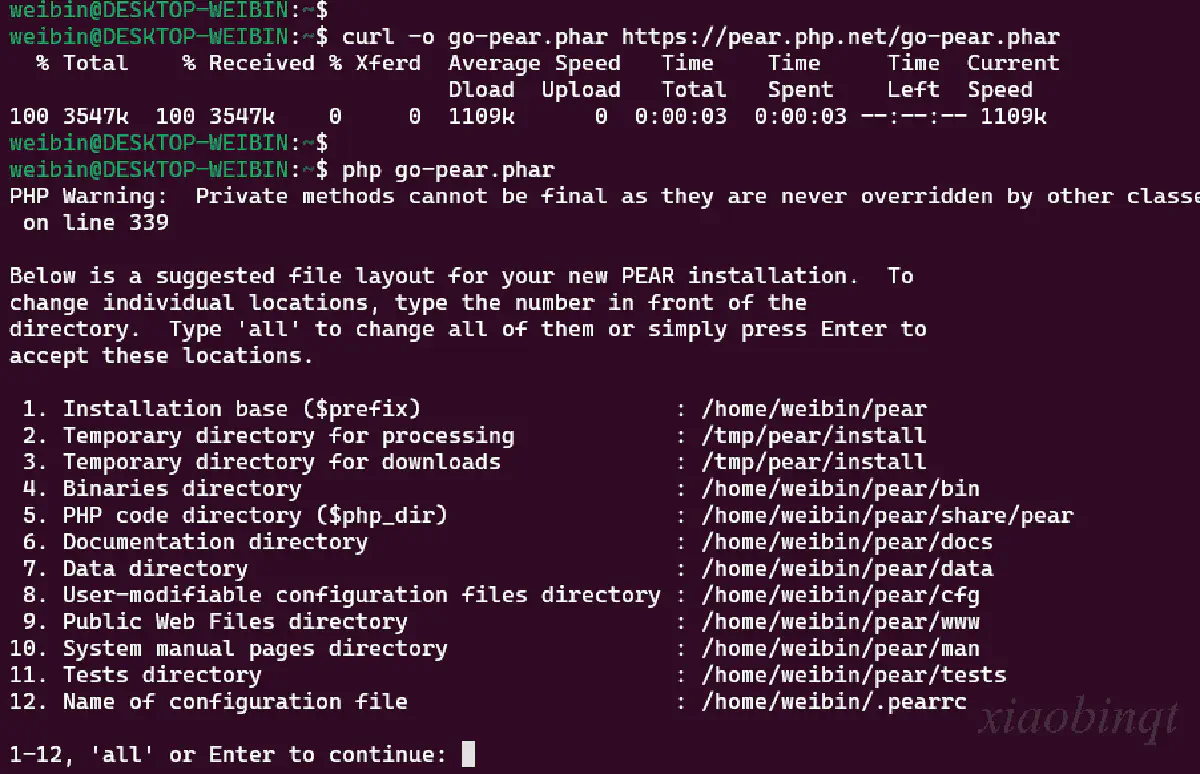 weibin@DESKTOP-WEIBIN:~$
weibin@DESKTOP-WEIBIN:~$ curl -o go-pear.phar https://pear.php.net/go-pear.phar
  % Total    % Received % Xferd  Average Speed   Time    Time     Time  Current
                                 Dload  Upload   Total   Spent    Left  Speed
100 3547k  100 3547k    0     0  1109k      0  0:00:03  0:00:03 --:--:-- 1109k
weibin@DESKTOP-WEIBIN:~$
weibin@DESKTOP-WEIBIN:~$ php go-pear.phar
PHP Warning:  Private methods cannot be final as they are never overridden by other classe
 on line 339
Below is a suggested file layout for your new PEAR installation.  To
change individual locations, type the number in front of the
directory.  Type 'all' to change all of them or simply press Enter to
accept these locations.
 1. Installation base ($prefix)                   : /home/weibin/pear
 2. Temporary directory for processing            : /tmp/pear/install
 3. Temporary directory for downloads             : /tmp/pear/install
 4. Binaries directory                            : /home/weibin/pear/bin
 5. PHP code directory ($php_dir)                 : /home/weibin/pear/share/pear
 6. Documentation directory                       : /home/weibin/pear/docs
 7. Data directory                                : /home/weibin/pear/data
 8. User-modifiable configuration files directory : /home/weibin/pear/cfg
 9. Public Web Files directory                    : /home/weibin/pear/www
10. System manual pages directory                 : /home/weibin/pear/man
11. Tests directory                               : /home/weibin/pear/tests
12. Name of configuration file                    : /home/weibin/.pearrc
xiaobinqt
1-12, 'all' or Enter to continue: